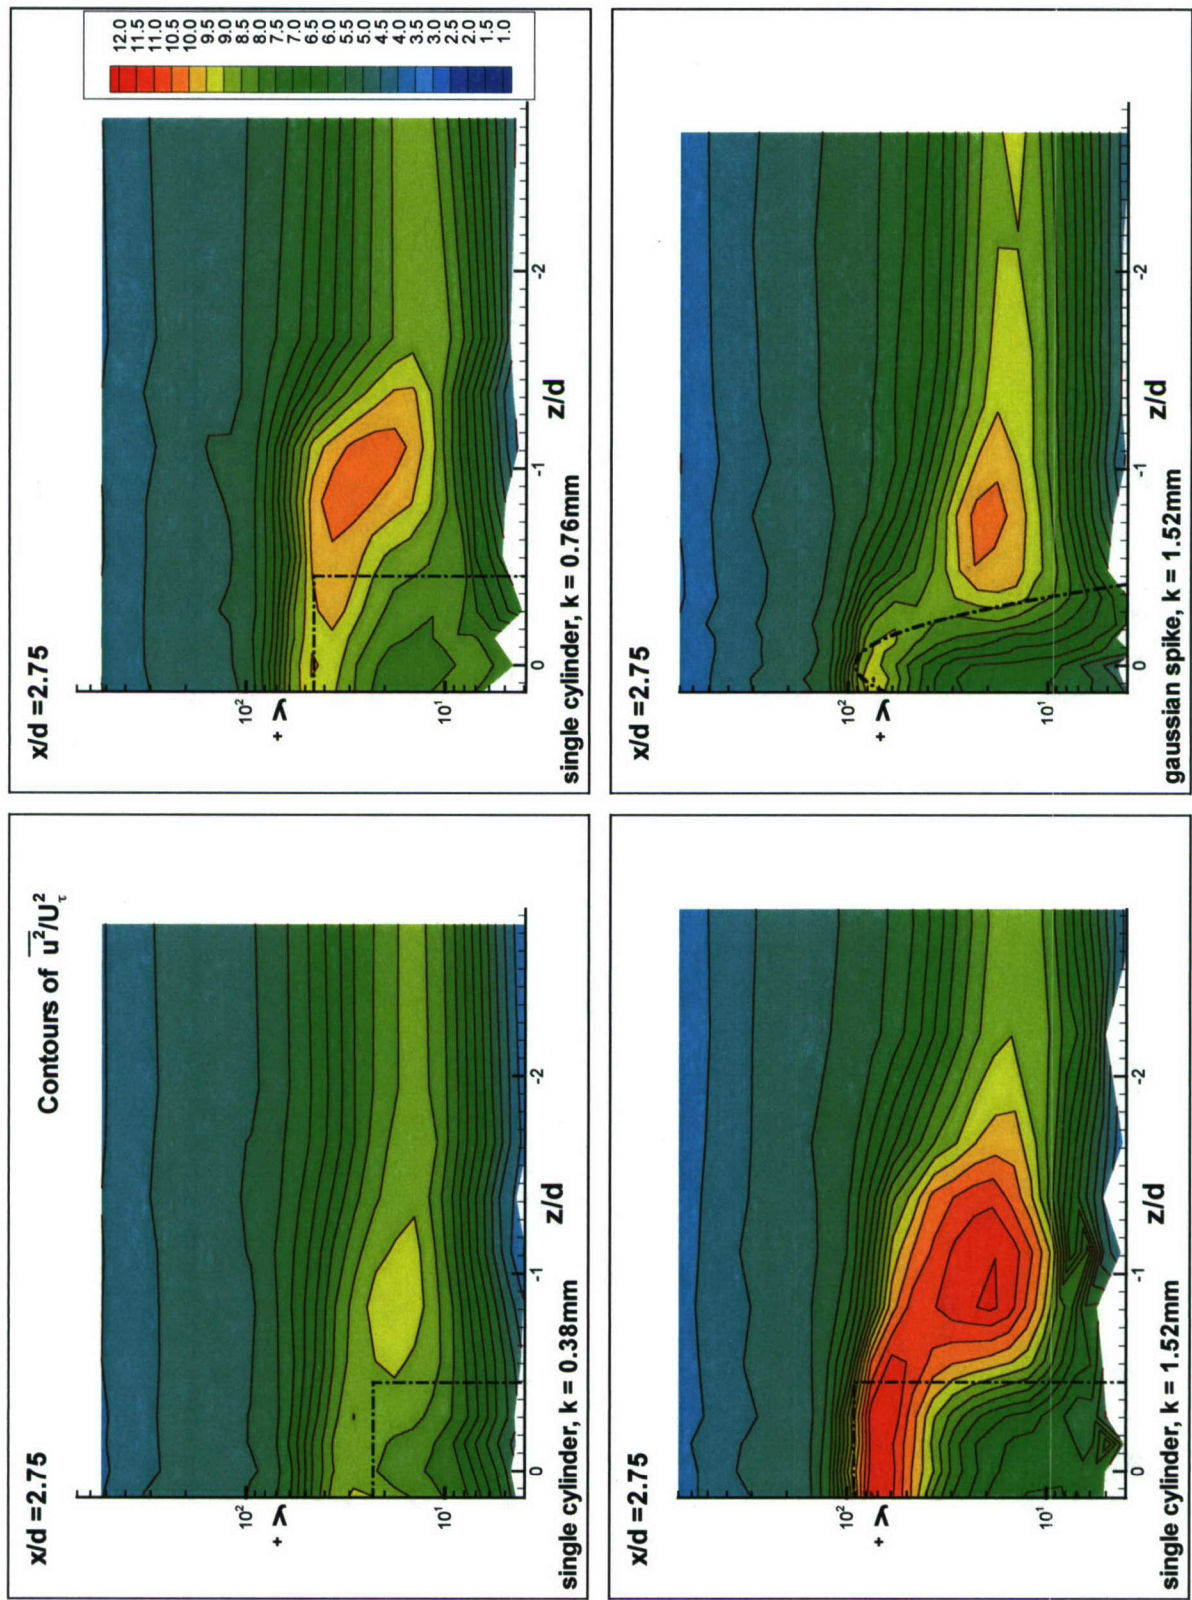 x/d =2.75
Contours of u²/U²τ
10²
y+
10¹
0
-1
-2
z/d
single cylinder, k = 0.38mm
x/d =2.75
12.0
11.5
11.0
10.5
10.0
9.5
9.0
8.5
8.0
7.5
7.0
6.5
6.0
5.5
5.0
4.5
4.0
3.5
3.0
2.5
2.0
1.5
1.0
10²
y+
10¹
0
-1
-2
z/d
single cylinder, k = 0.76mm
x/d =2.75
10²
y+
10¹
0
-1
-2
z/d
single cylinder, k = 1.52mm
x/d =2.75
10²
y+
10¹
0
-1
-2
z/d
gaussian spike, k = 1.52mm